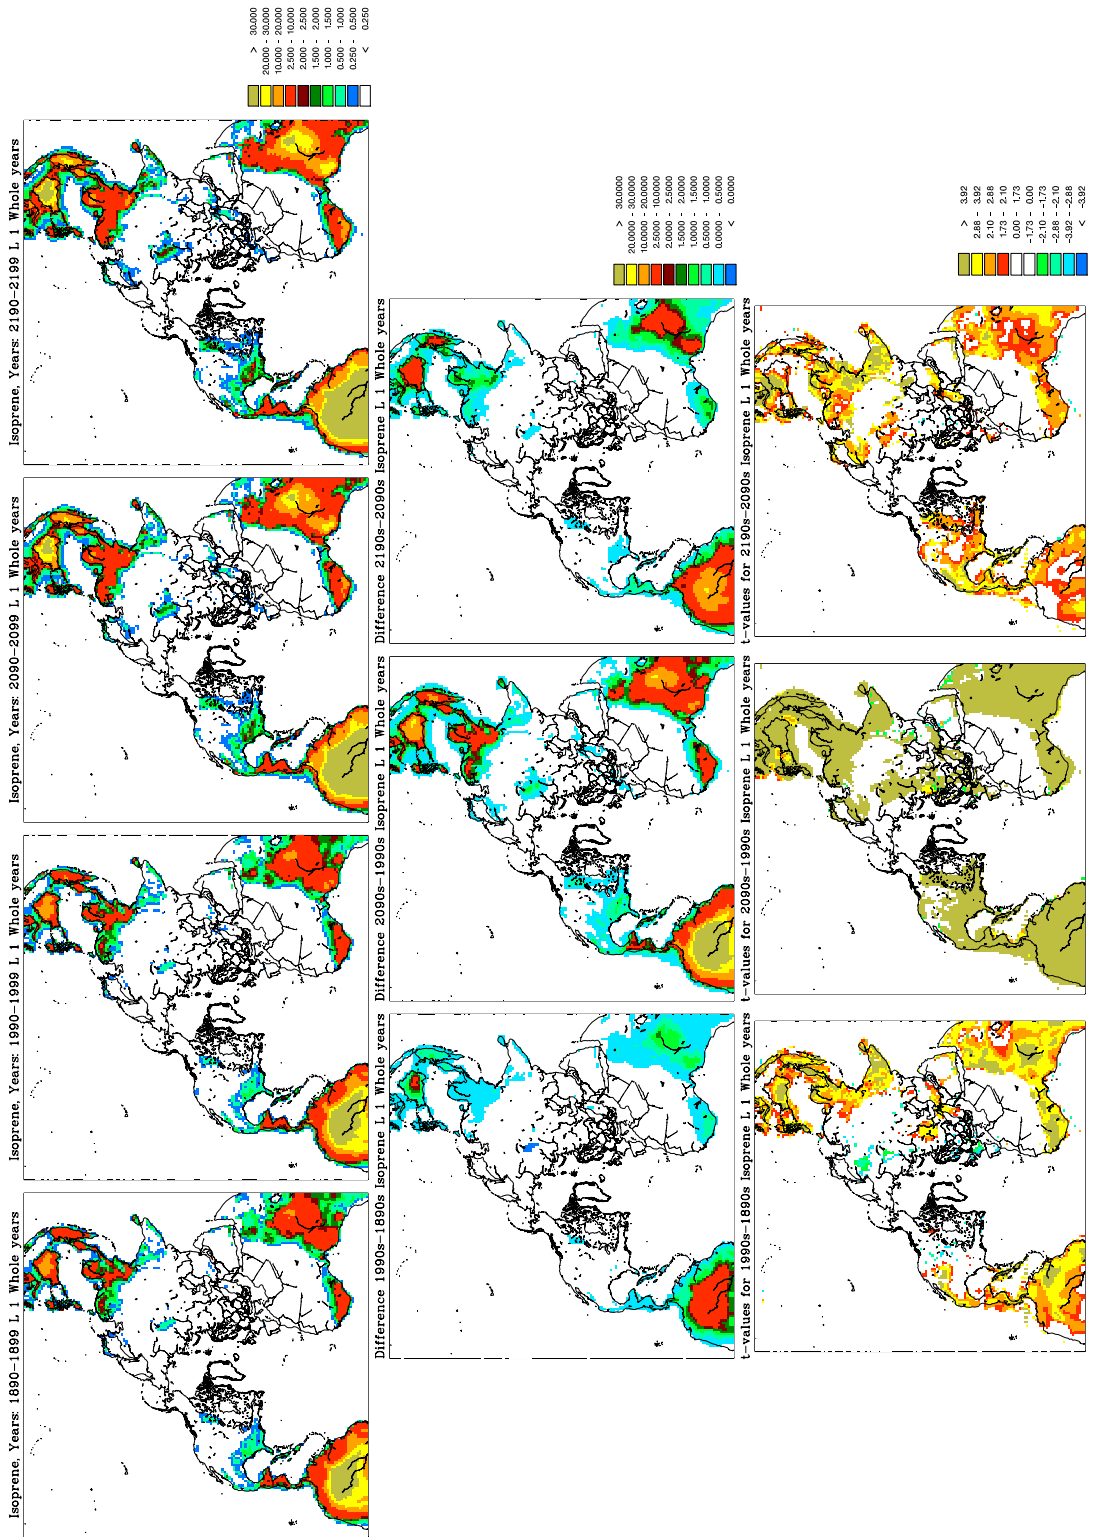 Isoprene, Years: 2190-2199 L 1 Whole years
> 30.000
20.000 - 30.000
10.000 - 20.000
2.500 - 10.000
2.000 - 2.500
1.500 - 2.000
1.000 - 1.500
0.500 - 1.000
0.250 - 0.500
< 0.250
Isoprene, Years: 2090-2099 L 1 Whole years
Isoprene, Years: 1990-1999 L 1 Whole years
Isoprene, Years: 1890-1899 L 1 Whole years
Difference 2190s-2090s Isoprene L 1 Whole years
> 30.0000
20.0000 - 30.0000
10.0000 - 20.0000
2.5000 - 10.0000
2.0000 - 2.5000
1.5000 - 2.0000
1.0000 - 1.5000
0.5000 - 1.0000
0.0000 - 0.5000
< 0.0000
Difference 2090s-1990s Isoprene L 1 Whole years
Difference 1990s-1890s Isoprene L 1 Whole years
t-values for 2190s-2090s Isoprene L 1 Whole years
> 3.92
2.88 - 3.92
2.10 - 2.88
1.73 - 2.10
0.00 - 1.73
-1.73 - 0.00
-2.10 - -1.73
-2.88 - -2.10
-3.92 - -2.88
< -3.92
t-values for 2090s-1990s Isoprene L 1 Whole years
t-values for 1990s-1890s Isoprene L 1 Whole years